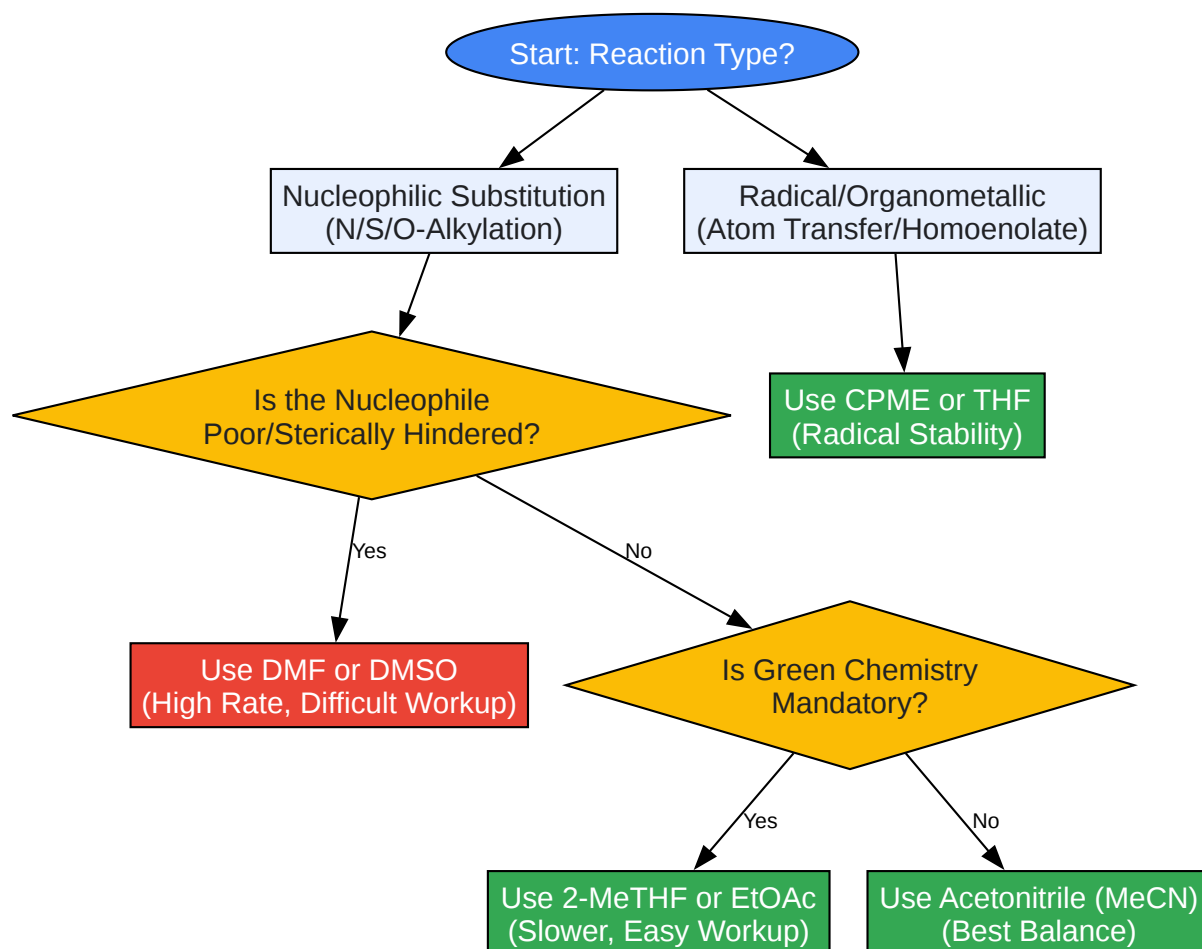 Start: Reaction Type?
Nucleophilic Substitution
(N/S/O-Alkylation)
Radical/Organometallic
(Atom Transfer/Homoenolate)
Is the Nucleophile
Poor/Sterically Hindered?
Use CPME or THF
(Radical Stability)
Yes
No
Use DMF or DMSO
(High Rate, Difficult Workup)
Is Green Chemistry
Mandatory?
Yes
No
Use 2-MeTHF or EtOAc
(Slower, Easy Workup)
Use Acetonitrile (MeCN)
(Best Balance)